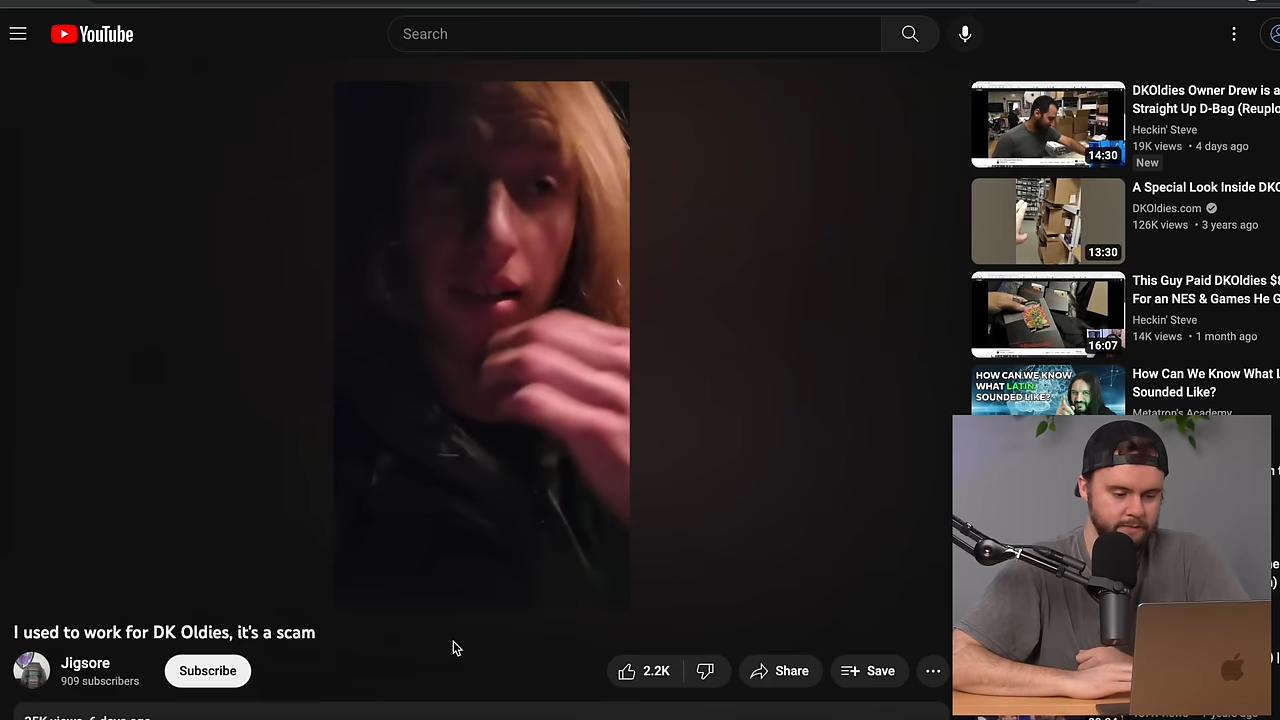 YouTube
Search
I used to work for DK Oldies, it's a scam
Jigsore
909 subscribers
Subscribe
2.2K
Share
Save
DKOldies Owner Drew is a
Straight Up D-Bag (Reuplo
Heckin' Steve
19K views • 4 days ago
New
14:30
A Special Look Inside DKO
DKOldies.com
126K views • 3 years ago
13:30
This Guy Paid DKOldies $
For an NES & Games He G
Heckin' Steve
14K views • 1 month ago
16:07
HOW CAN WE KNOW
WHAT LATIN
SOUNDED LIKE?
How Can We Know What L
Sounded Like?
Metatron's Academy